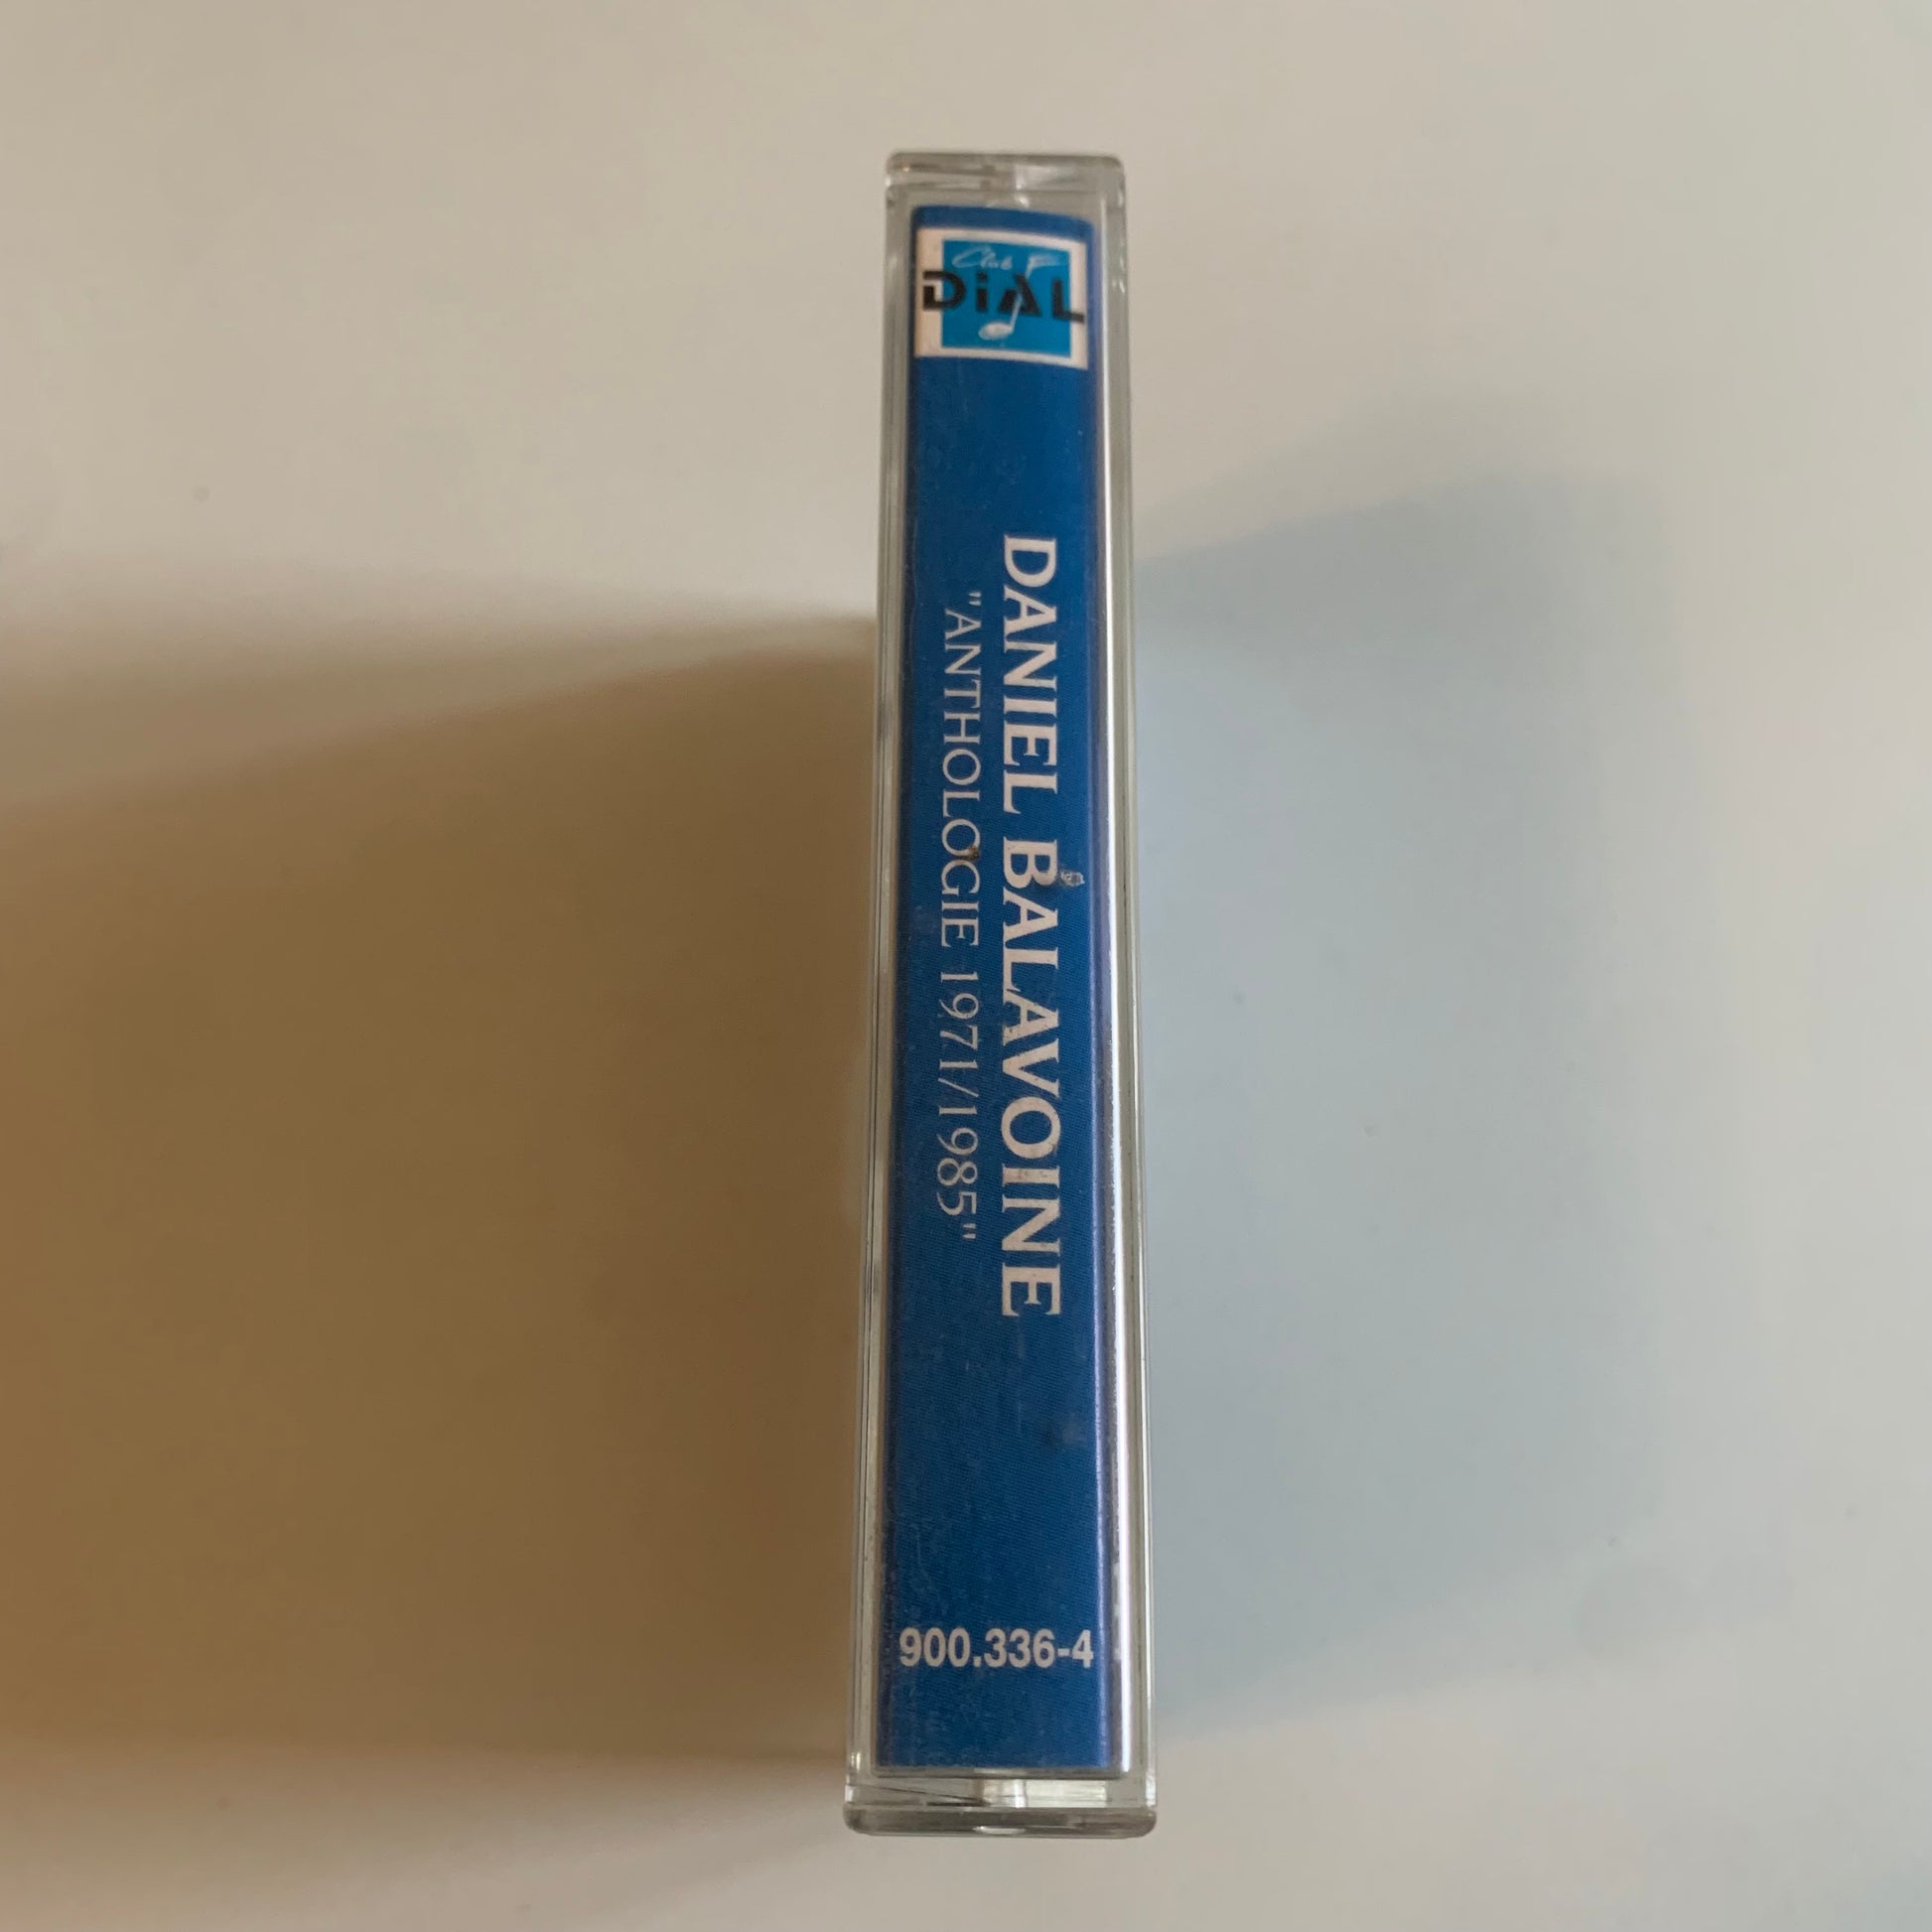 Club
DiAL
DANIEL BALAVOINE
"ANTHOLOGIE 1971/1985"
900.336-4